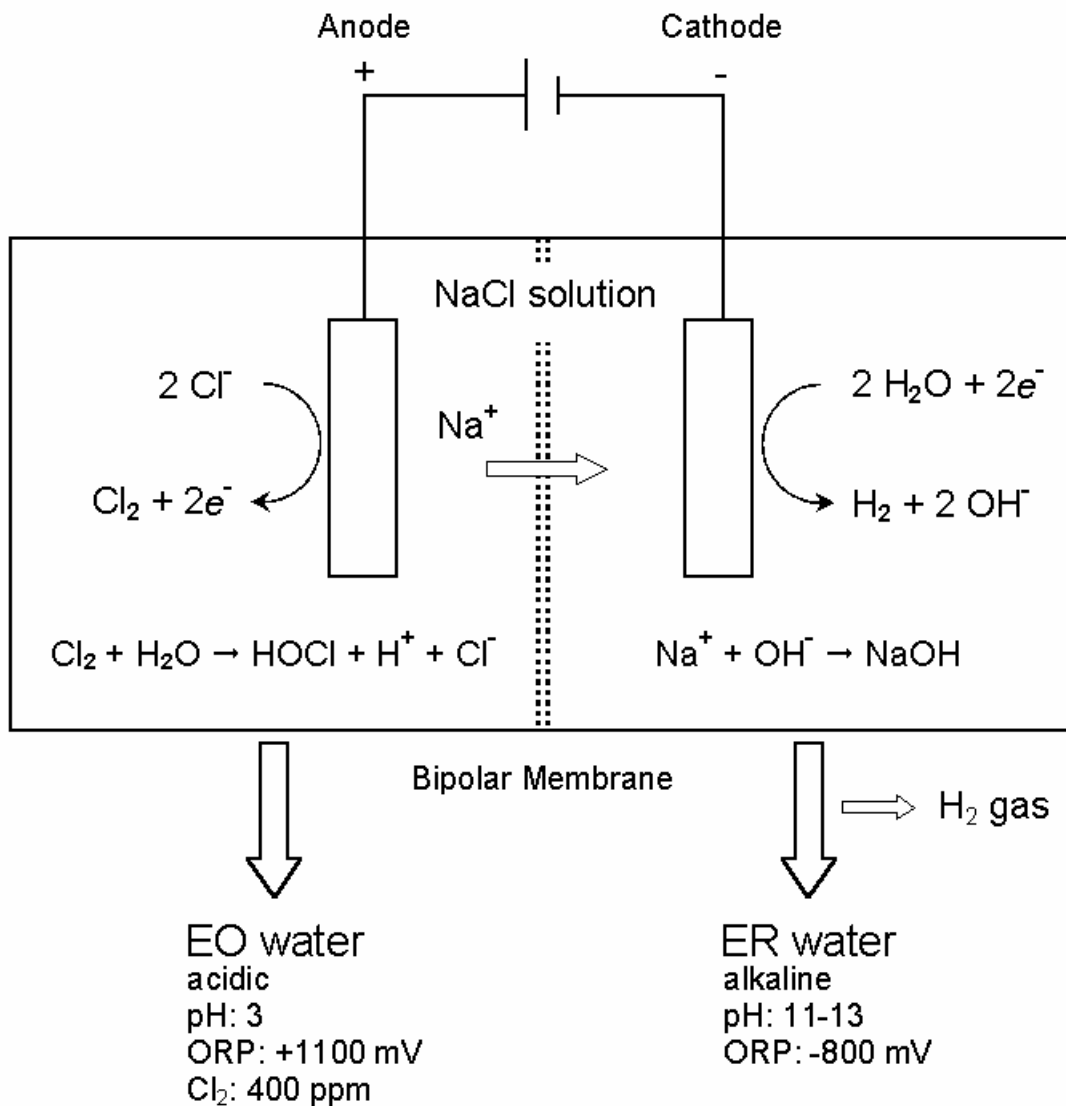 Anode
Cathode
+
-
NaCl solution
2 Cl⁻
Cl₂ + 2e⁻
Na⁺
2 H₂O + 2e⁻
H₂ + 2 OH⁻
Cl₂ + H₂O → HOCl + H⁺ + Cl⁻
Na⁺ + OH⁻ → NaOH
Bipolar Membrane
H₂ gas
EO water
acidic
pH: 3
ORP: +1100 mV
Cl₂: 400 ppm
ER water
alkaline
pH: 11-13
ORP: -800 mV